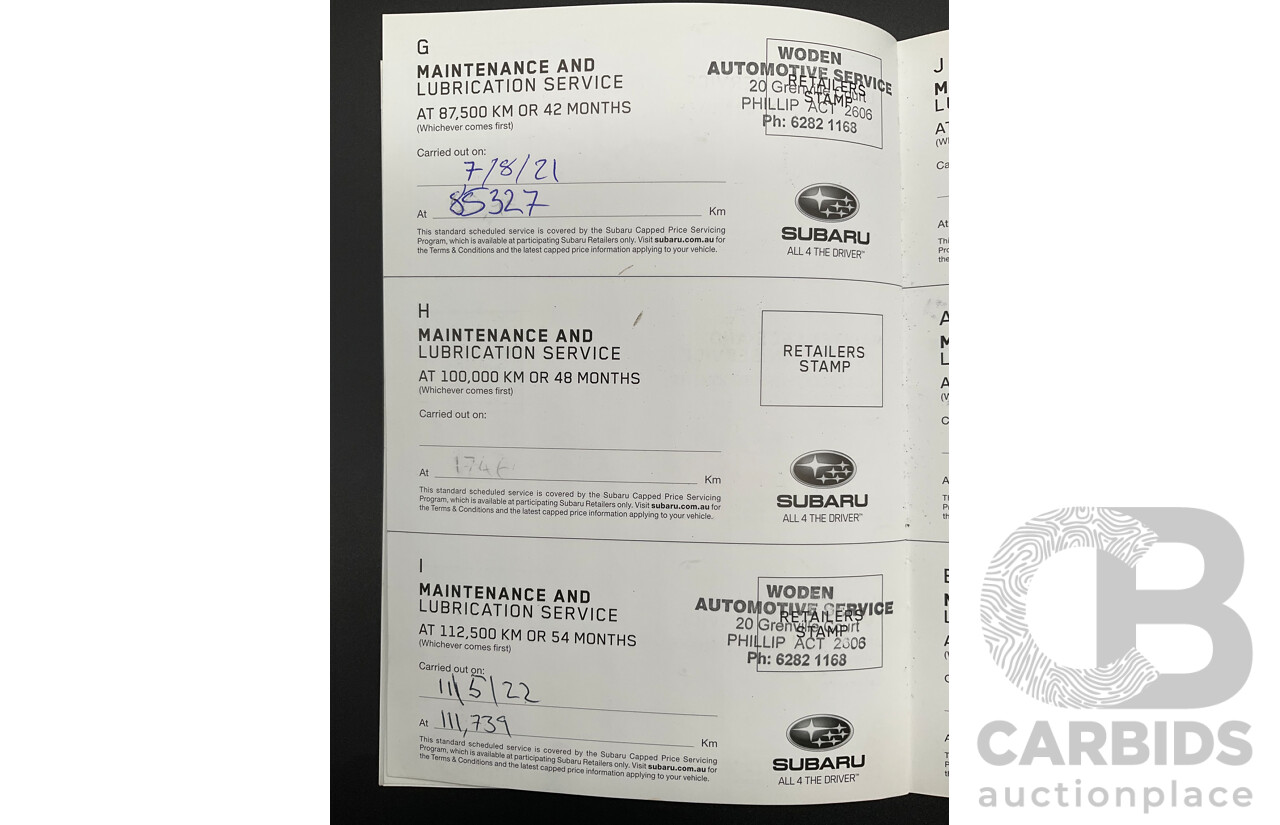 G
MAINTENANCE AND
LUBRICATION SERVICE
AT 87,500 KM OR 42 MONTHS
(Whichever comes first)
Carried out on:
7/8/21
At 85327 Km
This standard scheduled service is covered by the Subaru Capped Price Servicing
Program, which is available at participating Subaru Retailers only. Visit subaru.com.au for
the Terms & Conditions and the latest capped price information applying to your vehicle.
WODEN
AUTOMOTIVE SERVICE
RETAILERS
20 Grenville Court
STAMP
PHILLIP ACT 2606
Ph: 6282 1168
SUBARU
ALL 4 THE DRIVER™
H
MAINTENANCE AND
LUBRICATION SERVICE
AT 100,000 KM OR 48 MONTHS
(Whichever comes first)
Carried out on:
At Km
This standard scheduled service is covered by the Subaru Capped Price Servicing
Program, which is available at participating Subaru Retailers only. Visit subaru.com.au for
the Terms & Conditions and the latest capped price information applying to your vehicle.
RETAILERS
STAMP
SUBARU
ALL 4 THE DRIVER™
I
MAINTENANCE AND
LUBRICATION SERVICE
AT 112,500 KM OR 54 MONTHS
(Whichever comes first)
Carried out on:
11/5/22
At 111,739 Km
This standard scheduled service is covered by the Subaru Capped Price Servicing
Program, which is available at participating Subaru Retailers only. Visit subaru.com.au for
the Terms & Conditions and the latest capped price information applying to your vehicle.
WODEN
AUTOMOTIVE SERVICE
RETAILERS
20 Grenville Court
STAMP
PHILLIP ACT 2606
Ph: 6282 1168
SUBARU
ALL 4 THE DRIVER™
J
At
CB
CARBIDS
auctionplace